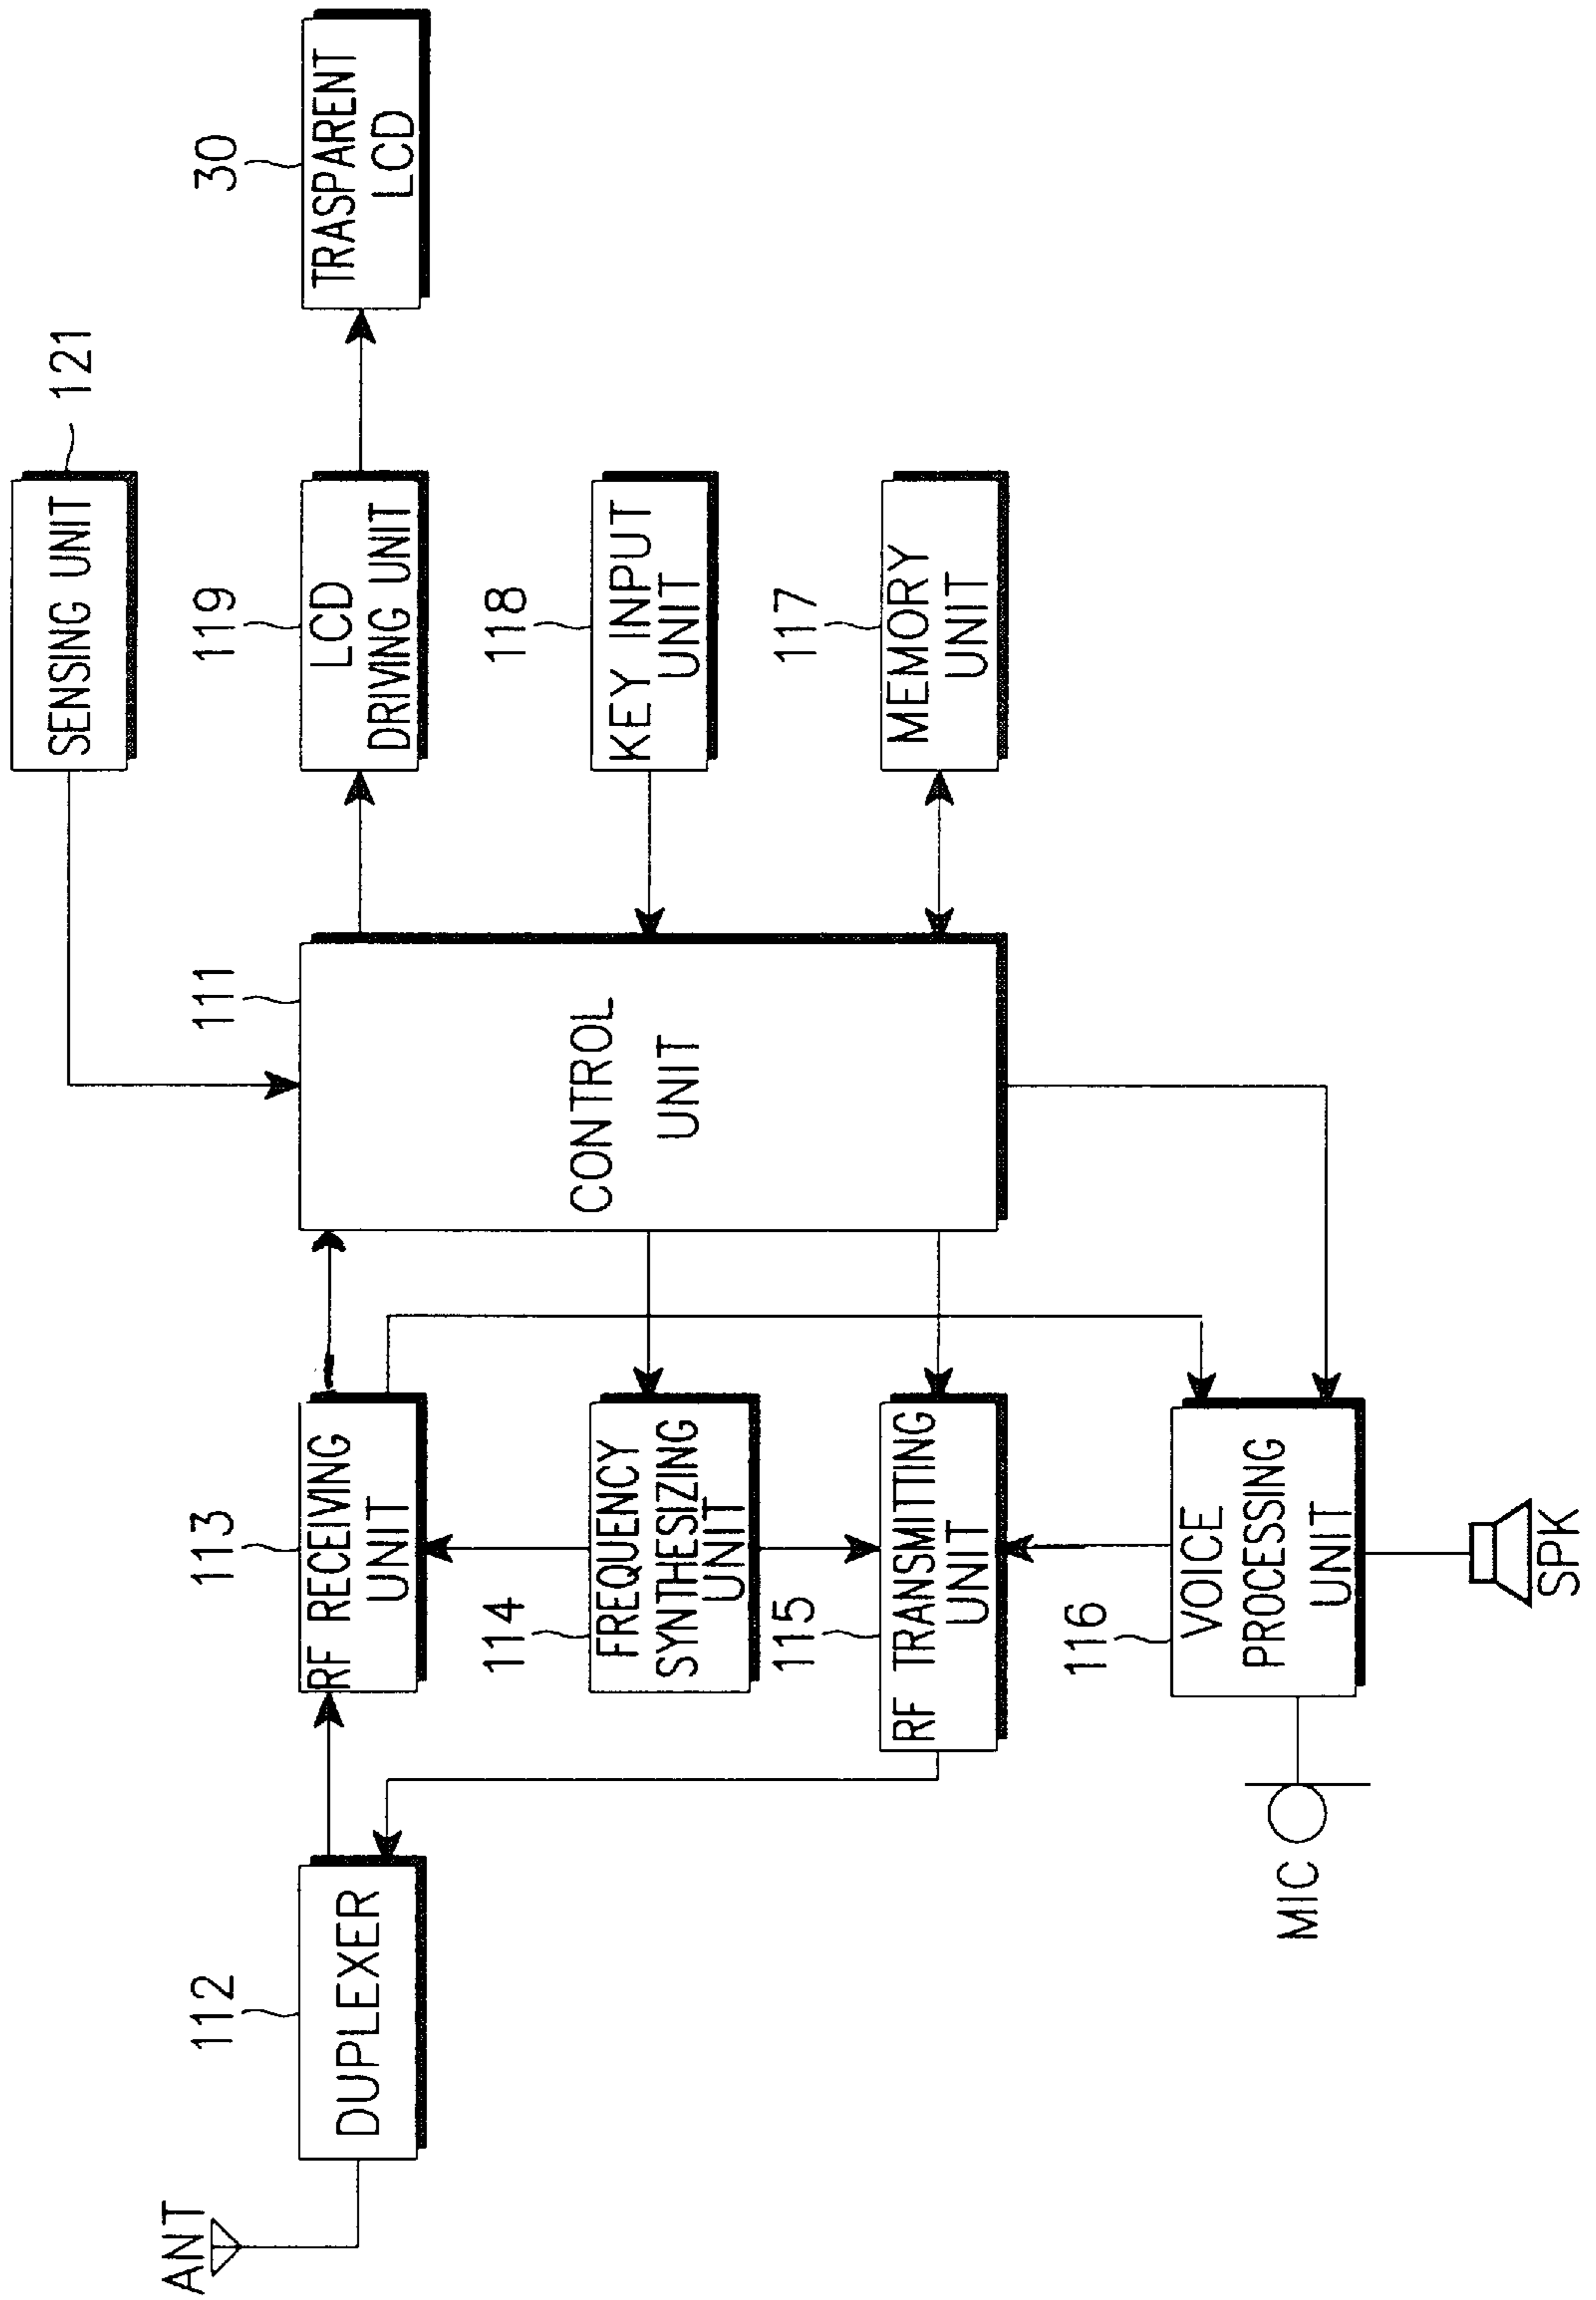 121
SENSING UNIT
112
113
111
119
30
ANT
DUPLEXER
RF RECEIVING
UNIT
CONTROL
UNIT
LCD
DRIVING UNIT
TRASPARENT
LCD
114
118
FREQUENCY
SYNTHESIZING
UNIT
KEY INPUT
UNIT
115
117
RF TRANSMITTING
UNIT
MEMORY
UNIT
116
VOICE
PROCESSING
UNIT
MIC
SPK